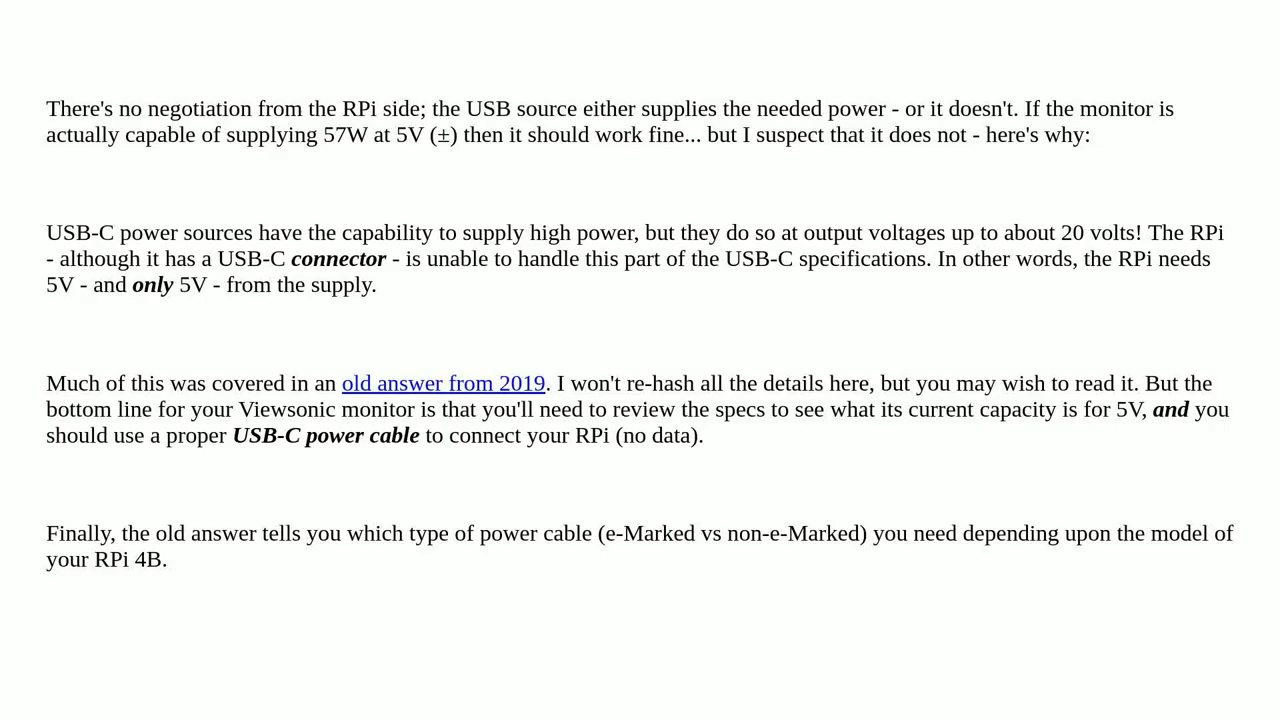 There's no negotiation from the RPi side; the USB source either supplies the needed power - or it doesn't. If the monitor is
actually capable of supplying 57W at 5V (±) then it should work fine... but I suspect that it does not - here's why:
USB-C power sources have the capability to supply high power, but they do so at output voltages up to about 20 volts! The RPi
- although it has a USB-C connector - is unable to handle this part of the USB-C specifications. In other words, the RPi needs
5V - and only 5V - from the supply.
Much of this was covered in an old answer from 2019. I won't re-hash all the details here, but you may wish to read it. But the
bottom line for your Viewsonic monitor is that you'll need to review the specs to see what its current capacity is for 5V, and you
should use a proper USB-C power cable to connect your RPi (no data).
Finally, the old answer tells you which type of power cable (e-Marked vs non-e-Marked) you need depending upon the model of
your RPi 4B.